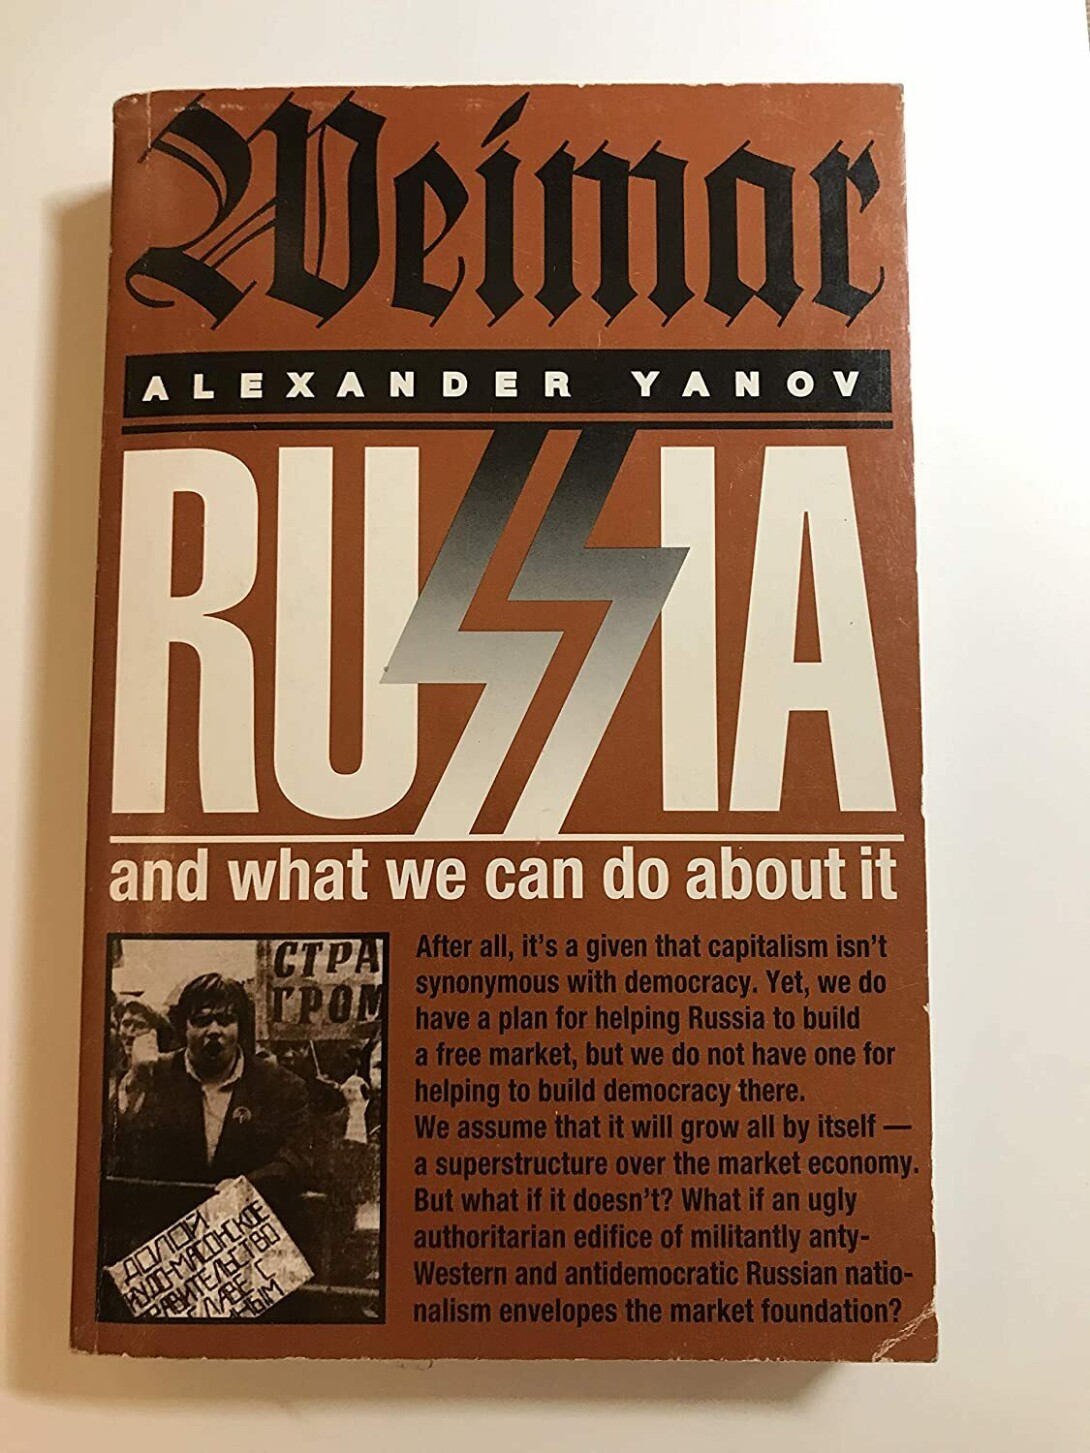 Weimar
ALEXANDER YANOV
RUSSIA
and what we can do about it
СТРА
ГРОМ
After all, it's a given that capitalism isn't
synonymous with democracy. Yet, we do
have a plan for helping Russia to build
a free market, but we do not have one for
helping to build democracy there.
We assume that it will grow all by itself —
a superstructure over the market economy.
But what if it doesn't? What if an ugly
authoritarian edifice of militantly anty-
Western and antidemocratic Russian natio-
nalism envelopes the market foundation?
ДОЛОЙ
ИУДО-МАСОНСКОЕ
РАВИТЕЛЬСТВО
С